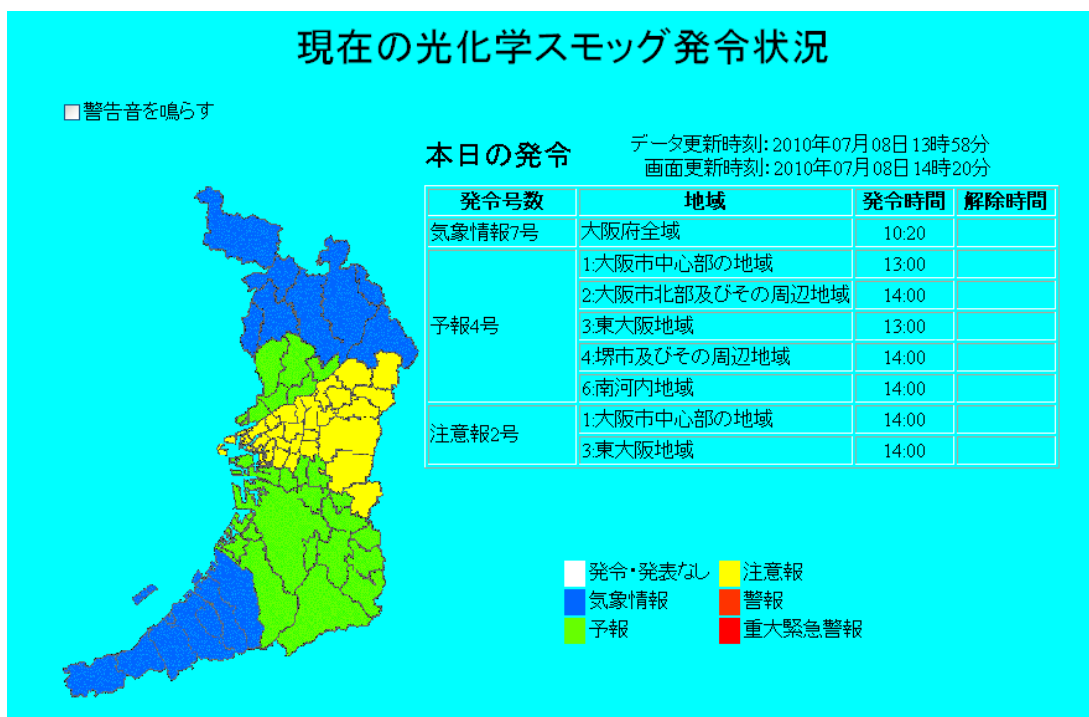 現在の光化学スモッグ発令状況
警告音を鳴らす
本日の発令
データ更新時刻：2010年07月08日13時58分
画面更新時刻：2010年07月08日14時20分
発令号数 地域 発令時間 解除時間
気象情報7号 大阪府全域 10:20
予報4号 1:大阪市中心部の地域 13:00
2:大阪市北部及びその周辺地域 14:00
3:東大阪地域 13:00
4:堺市及びその周辺地域 14:00
6:南河内地域 14:00
注意報2号 1:大阪市中心部の地域 14:00
3:東大阪地域 14:00
発令・発表なし 注意報
気象情報 警報
予報 重大緊急警報